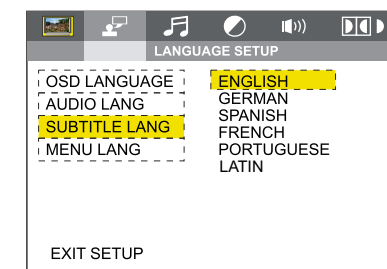 LANGUAGE SETUP
OSD LANGUAGE
AUDIO LANG
SUBTITLE LANG
MENU LANG
EXIT SETUP
ENGLISH
GERMAN
SPANISH
FRENCH
PORTUGUESE
LATIN